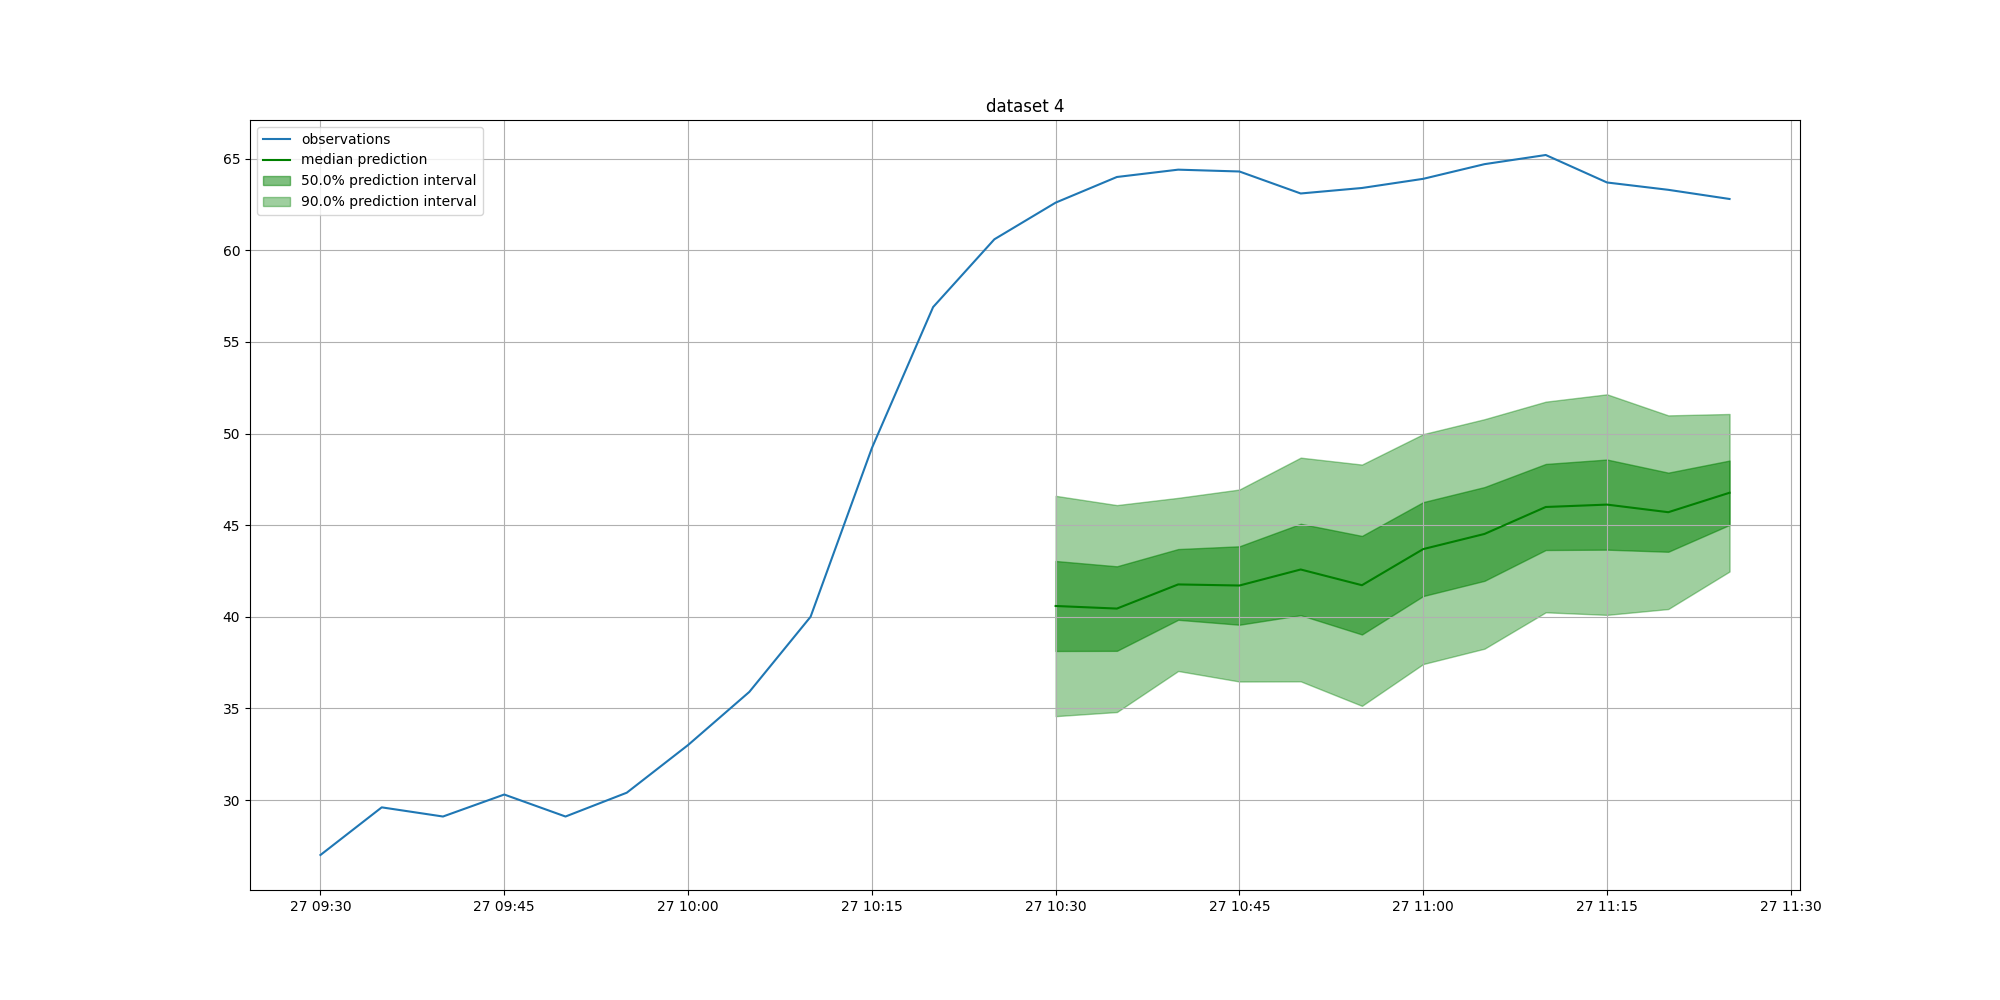 dataset 4
observations
median prediction
50.0% prediction interval
90.0% prediction interval
65
60
55
50
45
40
35
30
27 09:30 27 09:45 27 10:00 27 10:15 27 10:30 27 10:45 27 11:00 27 11:15 27 11:30